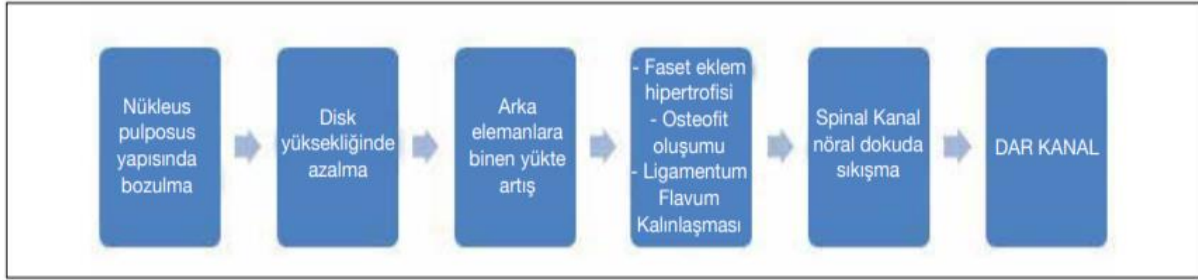 Nükleus
pulposus
yapısında
bozulma
Disk
yüksekliğinde
azalma
Arka
elemanlara
binen yükte
artış
- Faset eklem
hipertrofisi
- Osteofit
oluşumu
- Ligamentum
Flavum
Kalınlaşması
Spinal Kanal
nöral dokuda
sıkışma
DAR KANAL